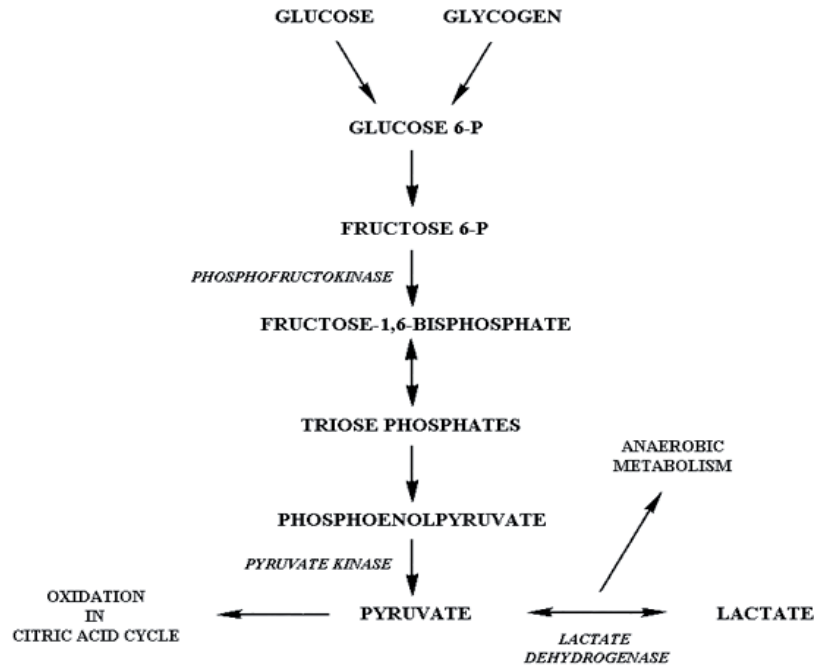 GLUCOSE GLYCOGEN
GLUCOSE 6-P
FRUCTOSE 6-P
PHOSPHOFRUCTOKINASE
FRUCTOSE-1,6-BISPHOSPHATE
TRIOSE PHOSPHATES
ANAEROBIC
METABOLISM
PHOSPHOENOLPYRUVATE
PYRUVATE KINASE
OXIDATION
IN
CITRIC ACID CYCLE
PYRUVATE
LACTATE
LACTATE
DEHYDROGENASE